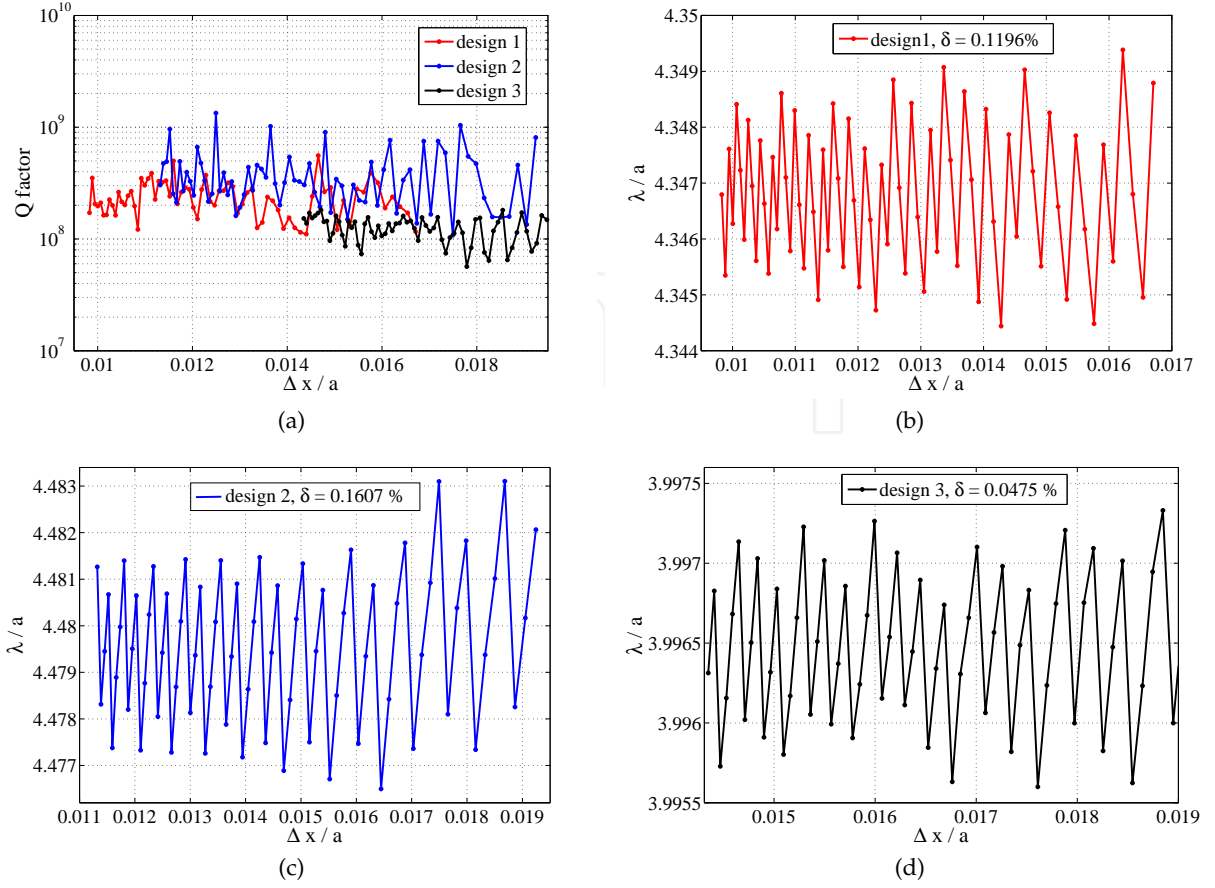 10^10
10^9
10^8
10^7
Q factor
design 1
design 2
design 3
0.01 0.012 0.014 0.016 0.018
Δ x / a
(a)
4.35
4.349
4.348
4.347
4.346
4.345
4.344
λ / a
design1, δ = 0.1196%
0.01 0.011 0.012 0.013 0.014 0.015 0.016 0.017
Δ x / a
(b)
4.483
4.482
4.481
4.48
4.479
4.478
4.477
λ / a
design 2, δ = 0.1607 %
0.011 0.012 0.013 0.014 0.015 0.016 0.017 0.018 0.019
Δ x / a
(c)
3.9975
3.997
3.9965
3.996
3.9955
λ / a
design 3, δ = 0.0475 %
0.015 0.016 0.017 0.018 0.019
Δ x / a
(d)